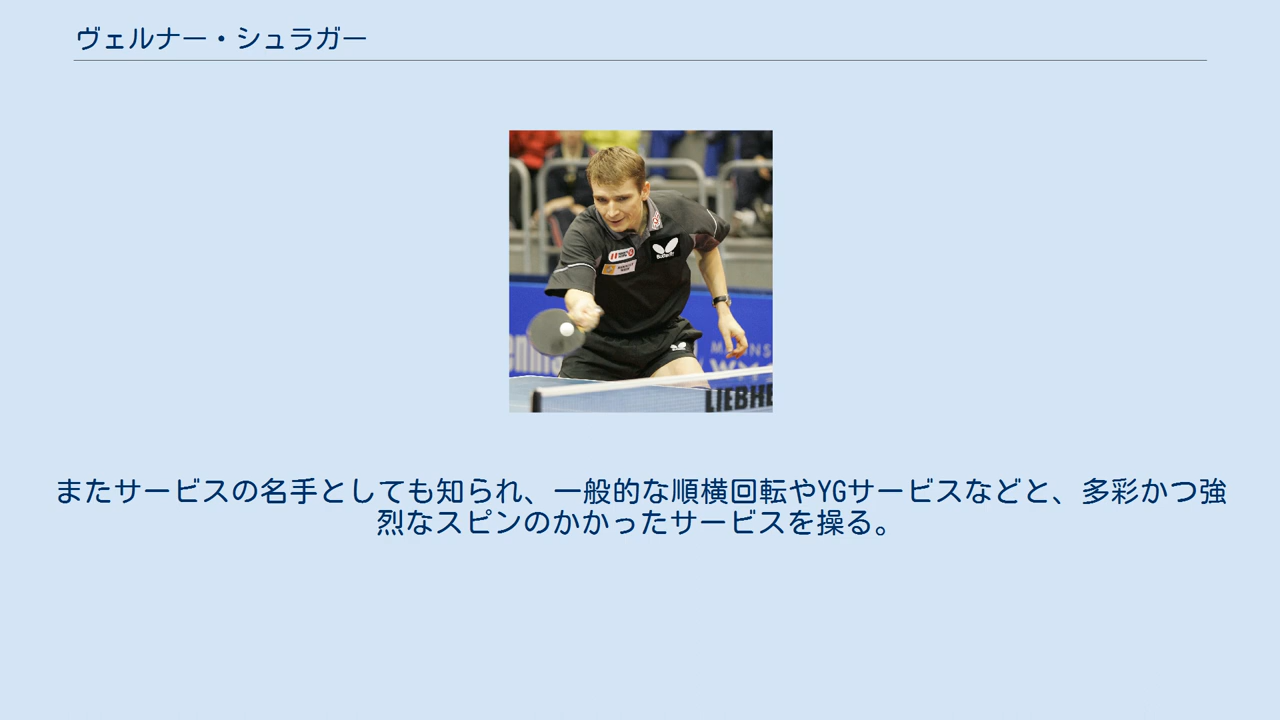 ヴェルナー・シュラガー
Butterfly
M
INS
LIEBHE
またサービスの名手としても知られ、一般的な順横回転やYGサービスなどと、多彩かつ強
烈なスピンのかかったサービスを操る。